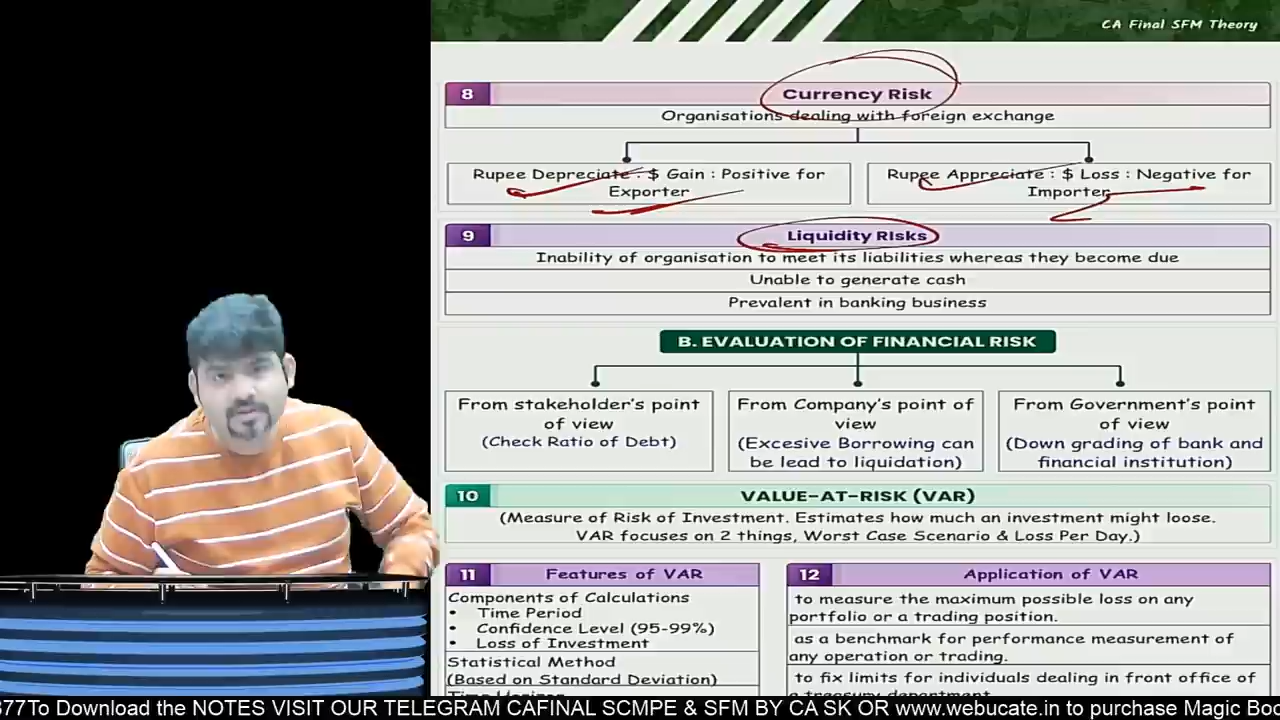 CA Final SFM Theory
8 Currency Risk
Organisations dealing with foreign exchange
Rupee Depreciate : $ Gain : Positive for
Exporter
Rupee Appreciate : $ Loss : Negative for
Importer
9 Liquidity Risks
Inability of organisation to meet its liabilities whereas they become due
Unable to generate cash
Prevalent in banking business
B. EVALUATION OF FINANCIAL RISK
From stakeholder's point
of view
(Check Ratio of Debt)
From Company's point of
view
(Excesive Borrowing can
be lead to liquidation)
From Government's point
of view
(Down grading of bank and
financial institution)
10 VALUE-AT-RISK (VAR)
(Measure of Risk of Investment. Estimates how much an investment might loose.
VAR focuses on 2 things, Worst Case Scenario & Loss Per Day.)
11 Features of VAR
Components of Calculations
• Time Period
• Confidence Level (95-99%)
• Loss of Investment
Statistical Method
(Based on Standard Deviation)
Time Horizon
12 Application of VAR
to measure the maximum possible loss on any
portfolio or a trading position.
as a benchmark for performance measurement of
any operation or trading.
to fix limits for individuals dealing in front office of
a treasury department.
377To Download the NOTES VISIT OUR TELEGRAM CAFINAL SCMPE & SFM BY CA SK OR www.webucate.in to purchase Magic Boo